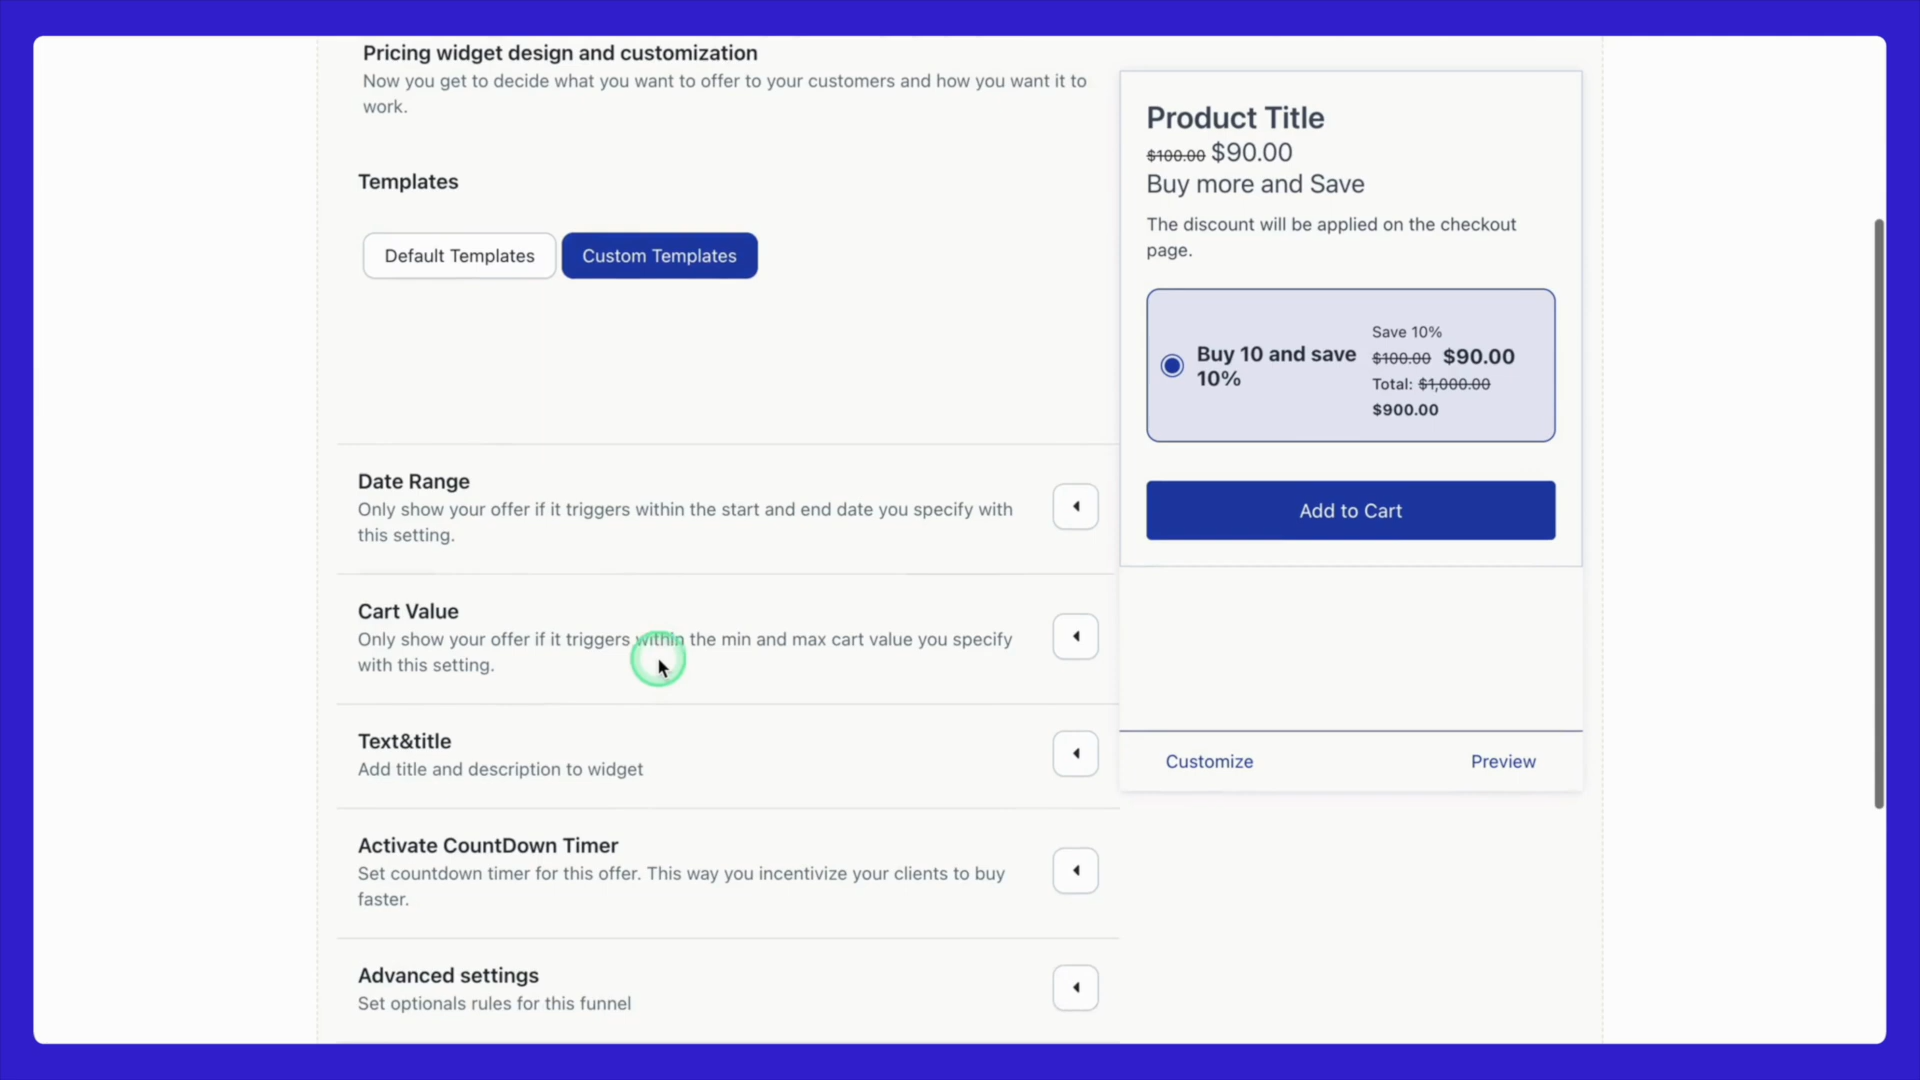 Pricing widget design and customization
Now you get to decide what you want to offer to your customers and how you want it to
work.
Templates
Default Templates
Custom Templates
Date Range
Only show your offer if it triggers within the start and end date you specify with
this setting.
Cart Value
Only show your offer if it triggers within the min and max cart value you specify
with this setting.
Text&title
Add title and description to widget
Activate CountDown Timer
Set countdown timer for this offer. This way you incentivize your clients to buy
faster.
Advanced settings
Set optionals rules for this funnel
Product Title
$100.00 $90.00
Buy more and Save
The discount will be applied on the checkout
page.
Buy 10 and save
10%
Save 10%
$100.00 $90.00
Total: $1,000.00
$900.00
Add to Cart
Customize
Preview